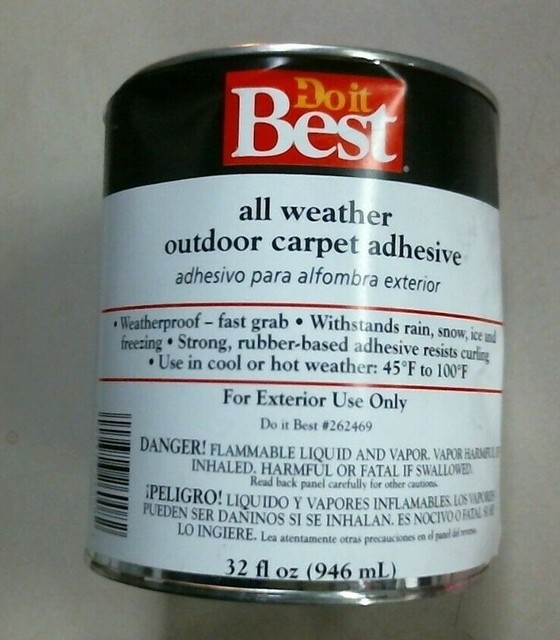 Do it
Best
all weather
outdoor carpet adhesive
adhesivo para alfombra exterior
• Weatherproof – fast grab • Withstands rain, snow, ice and
freezing • Strong, rubber-based adhesive resists curling
• Use in cool or hot weather: 45°F to 100°F
For Exterior Use Only
Do it Best #262469
DANGER! FLAMMABLE LIQUID AND VAPOR. VAPOR HARMFUL IF
INHALED. HARMFUL OR FATAL IF SWALLOWED.
Read back panel carefully for other cautions.
¡PELIGRO! LIQUIDO Y VAPORES INFLAMABLES. LOS VAPORES
PUEDEN SER DAÑINOS SI SE INHALAN. ES NOCIVO O FATAL SI SE
LO INGIERE. Lea atentamente otras precauciones en el panel del reverso.
32 fl oz (946 mL)